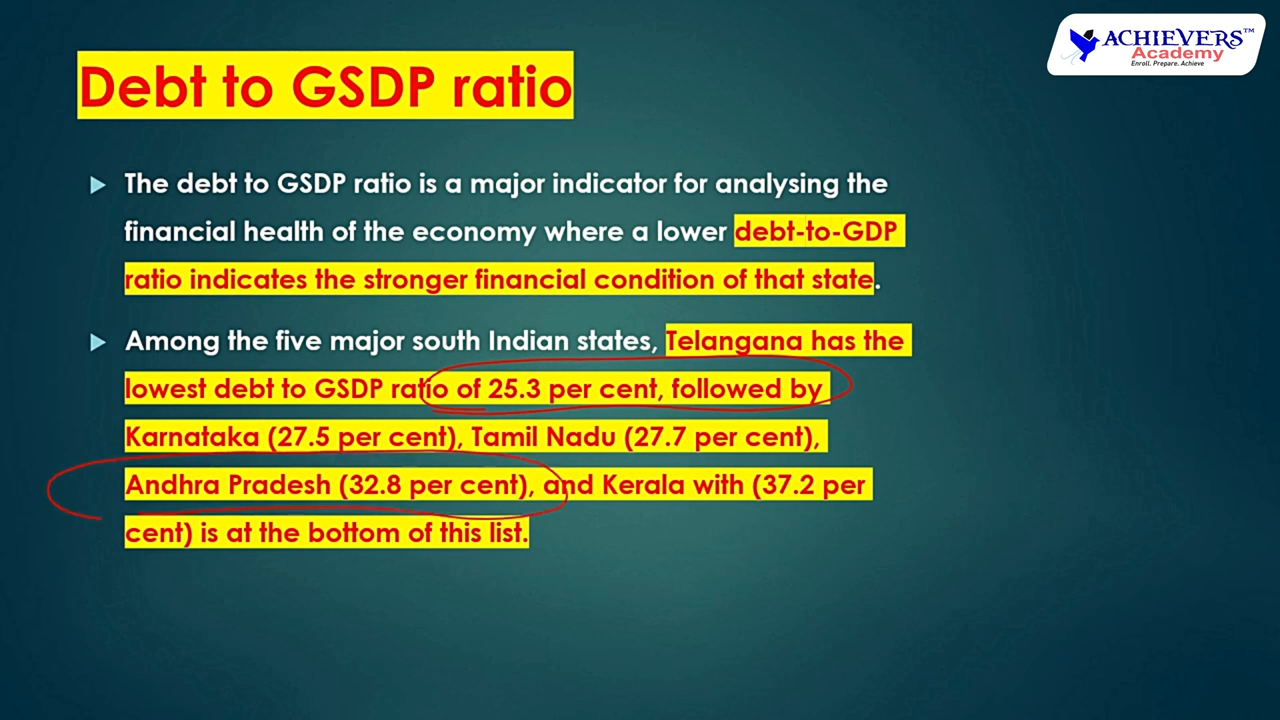 ACHIEVERS™
Academy
Enroll. Prepare. Achieve
Debt to GSDP ratio
The debt to GSDP ratio is a major indicator for analysing the
financial health of the economy where a lower debt-to-GDP
ratio indicates the stronger financial condition of that state.
Among the five major south Indian states, Telangana has the
lowest debt to GSDP ratio of 25.3 per cent, followed by
Karnataka (27.5 per cent), Tamil Nadu (27.7 per cent),
Andhra Pradesh (32.8 per cent), and Kerala with (37.2 per
cent) is at the bottom of this list.